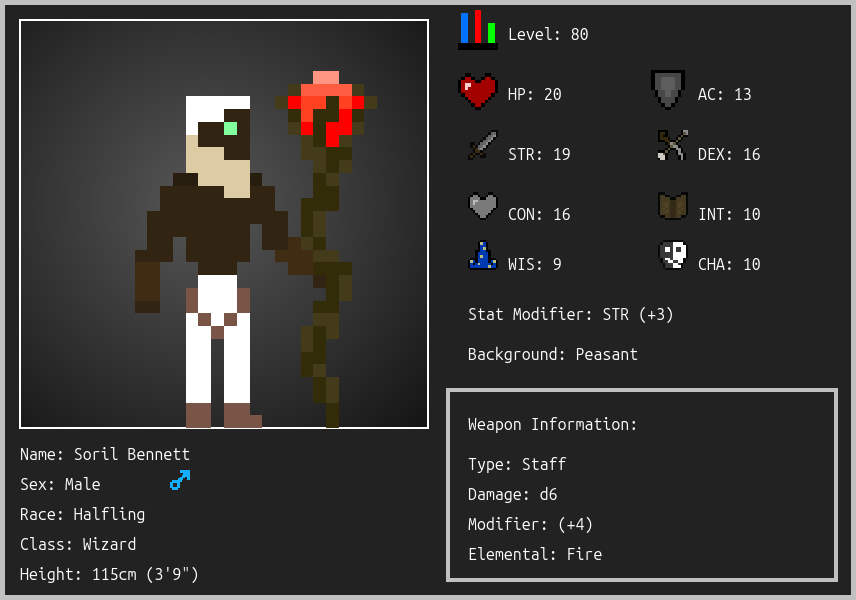 Level: 80
HP: 20
AC: 13
STR: 19
DEX: 16
CON: 16
INT: 10
WIS: 9
CHA: 10
Stat Modifier: STR (+3)
Background: Peasant
Weapon Information:
Type: Staff
Damage: d6
Modifier: (+4)
Elemental: Fire
Name: Soril Bennett
Sex: Male
Race: Halfling
Class: Wizard
Height: 115cm (3'9")